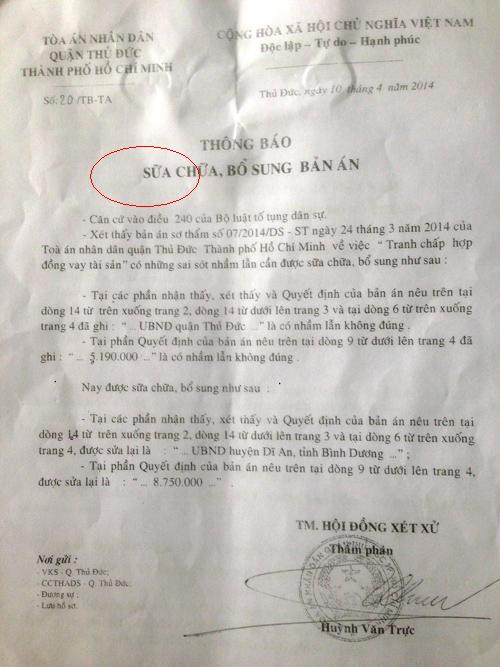 TÒA ÁN NHÂN DÂN
QUẬN THỦ ĐỨC
THÀNH PHỐ HỒ CHÍ MINH
Số: 20/TB-TA
CỘNG HÒA XÃ HỘI CHỦ NGHĨA VIỆT NAM
Độc lập - Tự do - Hạnh phúc
Thủ Đức, ngày 10 tháng 4 năm 2014
THÔNG BÁO
SỮA CHỮA, BỔ SUNG BẢN ÁN
- Căn cứ vào điều 240 của Bộ luật tố tụng dân sự.
- Xét thấy bản án sơ thẩm số 07/2014/DS - ST ngày 24 tháng 3 năm 2014 của
Toà án nhân dân quận Thủ Đức Thành phố Hồ Chí Minh về việc “Tranh chấp hợp
đồng vay tài sản” có những sai sót nhầm lẫn cần được sữa chữa, bổ sung như sau :
- Tại các phần nhận thấy, xét thấy và Quyết định của bản án nêu trên tại
dòng 14 từ trên xuống trang 2, dòng 14 từ dưới lên trang 3 và tại dòng 6 từ trên xuống
trang 4 đã ghi : “ ... UBND quận Thủ Đức ...” là có nhầm lẫn không đúng .
- Tại phần Quyết định của bản án nêu trên tại dòng 9 từ dưới lên trang 4 đã
ghi : “ ... 5.190.000 ...” là có nhầm lẫn không đúng .
Nay được sữa chữa, bổ sung như sau :
- Tại các phần nhận thấy, xét thấy và Quyết định của bản án nêu trên tại
dòng 14 từ trên xuống trang 2, dòng 14 từ dưới lên trang 3 và tại dòng 6 từ trên xuống
trang 4, được sửa lại là : “ ... UBND huyện Dĩ An, tỉnh Bình Dương ...” ;
- Tại phần Quyết định của bản án nêu trên tại dòng 9 từ dưới lên trang 4,
được sửa lại là : “ ... 8.750.000 ...” .
TM. HỘI ĐỒNG XÉT XỬ
Thẩm phán
Huỳnh Văn Trực
Nơi gửi :
- VKS - Q. Thủ Đức;
- CCTHADS - Q. Thủ Đức.
- Đương sự ;
- Lưu hồ sơ.